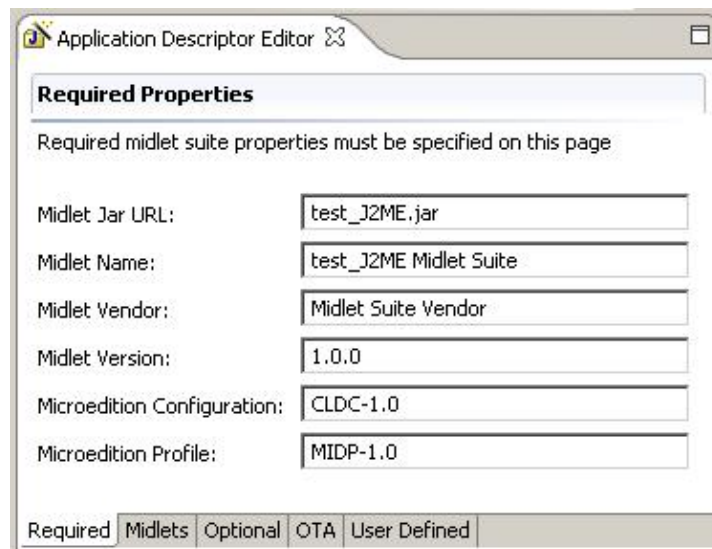 Application Descriptor Editor
Required Properties
Required midlet suite properties must be specified on this page
Midlet Jar URL: test_J2ME.jar
Midlet Name: test_J2ME Midlet Suite
Midlet Vendor: Midlet Suite Vendor
Midlet Version: 1.0.0
Microedition Configuration: CLDC-1.0
Microedition Profile: MIDP-1.0
Required Midlets Optional OTA User Defined